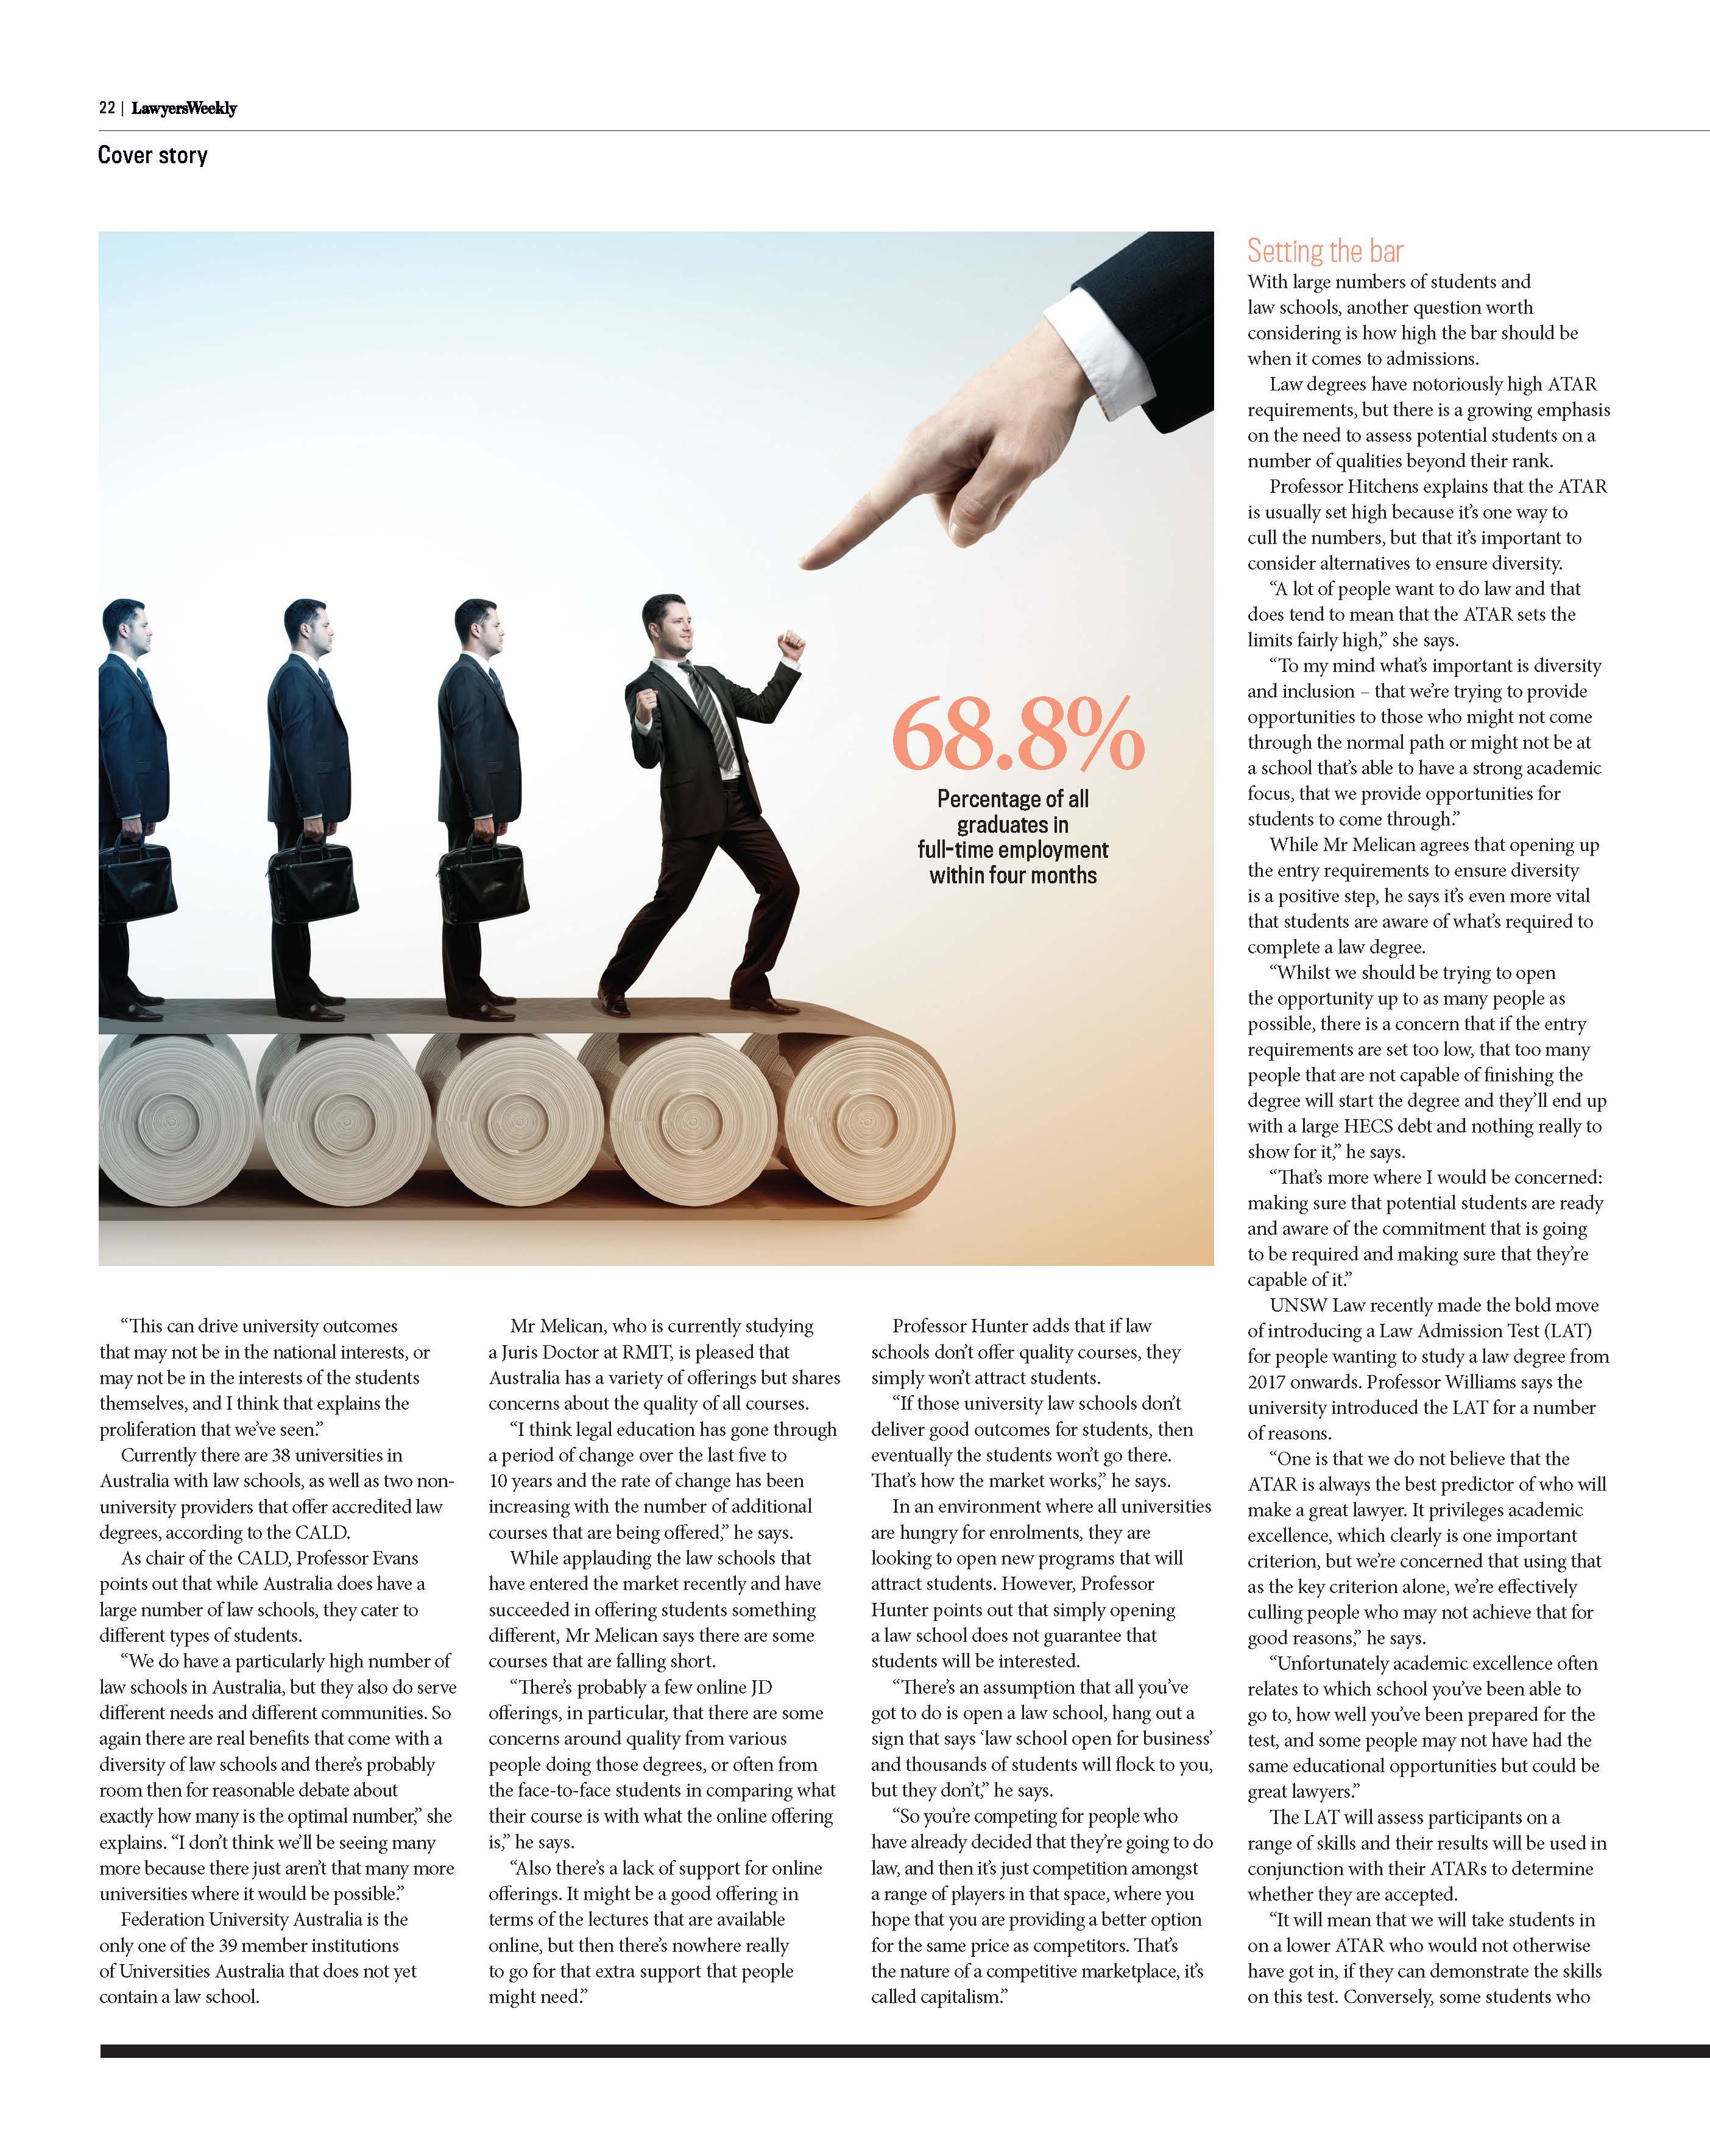 22 | LawyersWeekly
Cover story
68.8%
Percentage of all
graduates in
full-time employment
within four months
“This can drive university outcomes
that may not be in the national interests, or
may not be in the interests of the students
themselves, and I think that explains the
proliferation that we’ve seen.”
Currently there are 38 universities in
Australia with law schools, as well as two non-
university providers that offer accredited law
degrees, according to the CALD.
As chair of the CALD, Professor Evans
points out that while Australia does have a
large number of law schools, they cater to
different types of students.
“We do have a particularly high number of
law schools in Australia, but they also do serve
different needs and different communities. So
again there are real benefits that come with a
diversity of law schools and there’s probably
room then for reasonable debate about
exactly how many is the optimal number,” she
explains. “I don’t think we’ll be seeing many
more because there just aren’t that many more
universities where it would be possible.”
Federation University Australia is the
only one of the 39 member institutions
of Universities Australia that does not yet
contain a law school.
Mr Melican, who is currently studying
a Juris Doctor at RMIT, is pleased that
Australia has a variety of offerings but shares
concerns about the quality of all courses.
“I think legal education has gone through
a period of change over the last five to
10 years and the rate of change has been
increasing with the number of additional
courses that are being offered,” he says.
While applauding the law schools that
have entered the market recently and have
succeeded in offering students something
different, Mr Melican says there are some
courses that are falling short.
“There’s probably a few online JD
offerings, in particular, that there are some
concerns around quality from various
people doing those degrees, or often from
the face-to-face students in comparing what
their course is with what the online offering
is,” he says.
“Also there’s a lack of support for online
offerings. It might be a good offering in
terms of the lectures that are available
online, but then there’s nowhere really
to go for that extra support that people
might need.”
Professor Hunter adds that if law
schools don’t offer quality courses, they
simply won’t attract students.
“If those university law schools don’t
deliver good outcomes for students, then
eventually the students won’t go there.
That’s how the market works,” he says.
In an environment where all universities
are hungry for enrolments, they are
looking to open new programs that will
attract students. However, Professor
Hunter points out that simply opening
a law school does not guarantee that
students will be interested.
“There’s an assumption that all you’ve
got to do is open a law school, hang out a
sign that says ‘law school open for business’
and thousands of students will flock to you,
but they don’t,” he says.
“So you’re competing for people who
have already decided that they’re going to do
law, and then it’s just competition amongst
a range of players in that space, where you
hope that you are providing a better option
for the same price as competitors. That’s
the nature of a competitive marketplace, it’s
called capitalism.”
Setting the bar
With large numbers of students and
law schools, another question worth
considering is how high the bar should be
when it comes to admissions.
Law degrees have notoriously high ATAR
requirements, but there is a growing emphasis
on the need to assess potential students on a
number of qualities beyond their rank.
Professor Hitchens explains that the ATAR
is usually set high because it’s one way to
cull the numbers, but that it’s important to
consider alternatives to ensure diversity.
“A lot of people want to do law and that
does tend to mean that the ATAR sets the
limits fairly high,” she says.
“To my mind what’s important is diversity
and inclusion – that we’re trying to provide
opportunities to those who might not come
through the normal path or might not be at
a school that’s able to have a strong academic
focus, that we provide opportunities for
students to come through.”
While Mr Melican agrees that opening up
the entry requirements to ensure diversity
is a positive step, he says it’s even more vital
that students are aware of what’s required to
complete a law degree.
“Whilst we should be trying to open
the opportunity up to as many people as
possible, there is a concern that if the entry
requirements are set too low, that too many
people that are not capable of finishing the
degree will start the degree and they’ll end up
with a large HECS debt and nothing really to
show for it,” he says.
“That’s more where I would be concerned:
making sure that potential students are ready
and aware of the commitment that is going
to be required and making sure that they’re
capable of it.”
UNSW Law recently made the bold move
of introducing a Law Admission Test (LAT)
for people wanting to study a law degree from
2017 onwards. Professor Williams says the
university introduced the LAT for a number
of reasons.
“One is that we do not believe that the
ATAR is always the best predictor of who will
make a great lawyer. It privileges academic
excellence, which clearly is one important
criterion, but we’re concerned that using that
as the key criterion alone, we’re effectively
culling people who may not achieve that for
good reasons,” he says.
“Unfortunately academic excellence often
relates to which school you’ve been able to
go to, how well you’ve been prepared for the
test, and some people may not have had the
same educational opportunities but could be
great lawyers.”
The LAT will assess participants on a
range of skills and their results will be used in
conjunction with their ATARs to determine
whether they are accepted.
“It will mean that we will take students in
on a lower ATAR who would not otherwise
have got in, if they can demonstrate the skills
on this test. Conversely, some students who